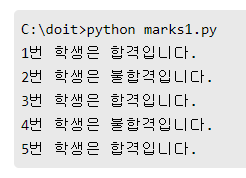 C:\doit>python marks1.py
1번 학생은 합격입니다.
2번 학생은 불합격입니다.
3번 학생은 합격입니다.
4번 학생은 불합격입니다.
5번 학생은 합격입니다.